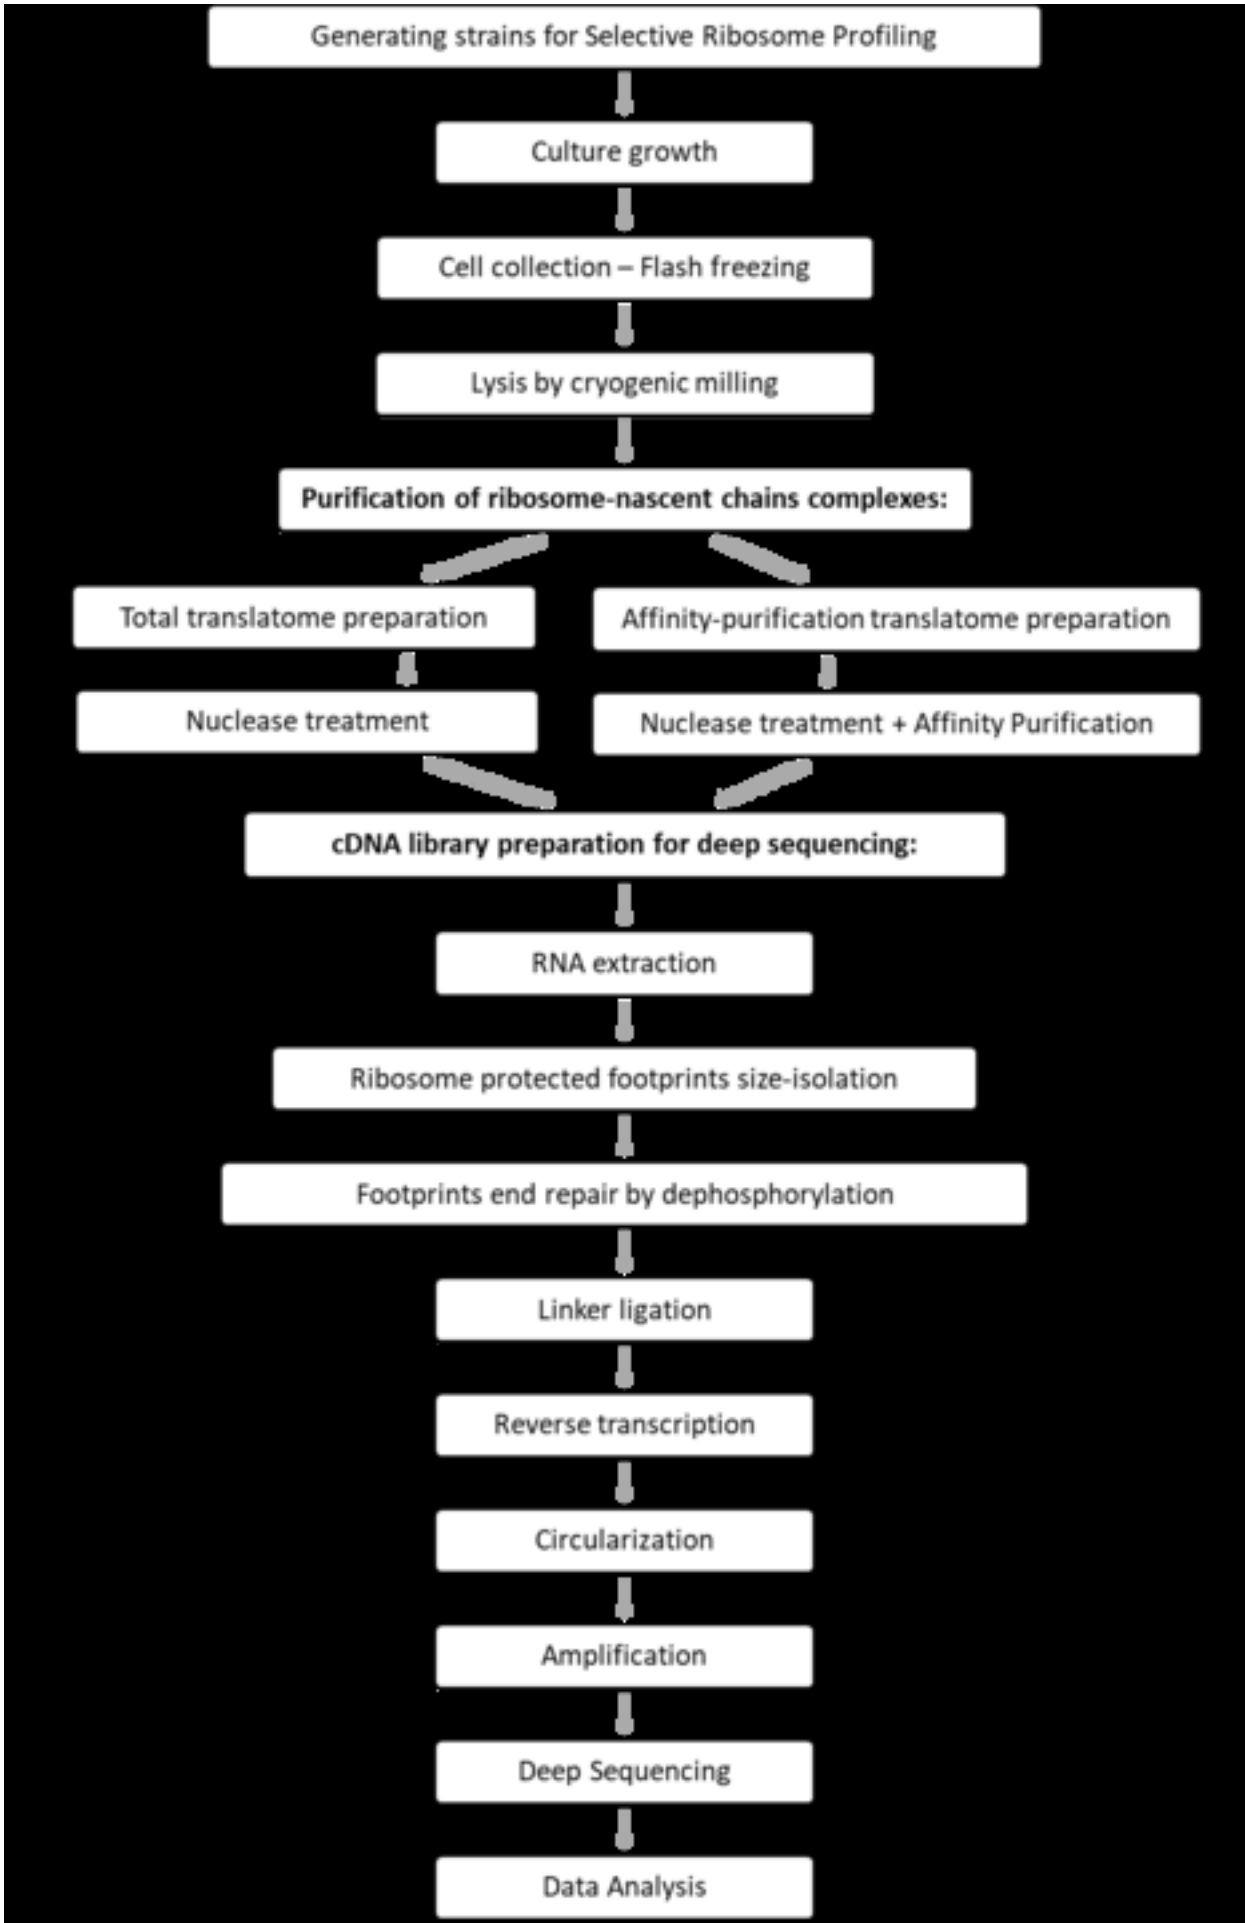 Generating strains for Selective Ribosome Profiling
Culture growth
Cell collection – Flash freezing
Lysis by cryogenic milling
Purification of ribosome-nascent chains complexes:
Total translatome preparation
Affinity-purification translatome preparation
Nuclease treatment
Nuclease treatment + Affinity Purification
cDNA library preparation for deep sequencing:
RNA extraction
Ribosome protected footprints size-isolation
Footprints end repair by dephosphorylation
Linker ligation
Reverse transcription
Circularization
Amplification
Deep Sequencing
Data Analysis